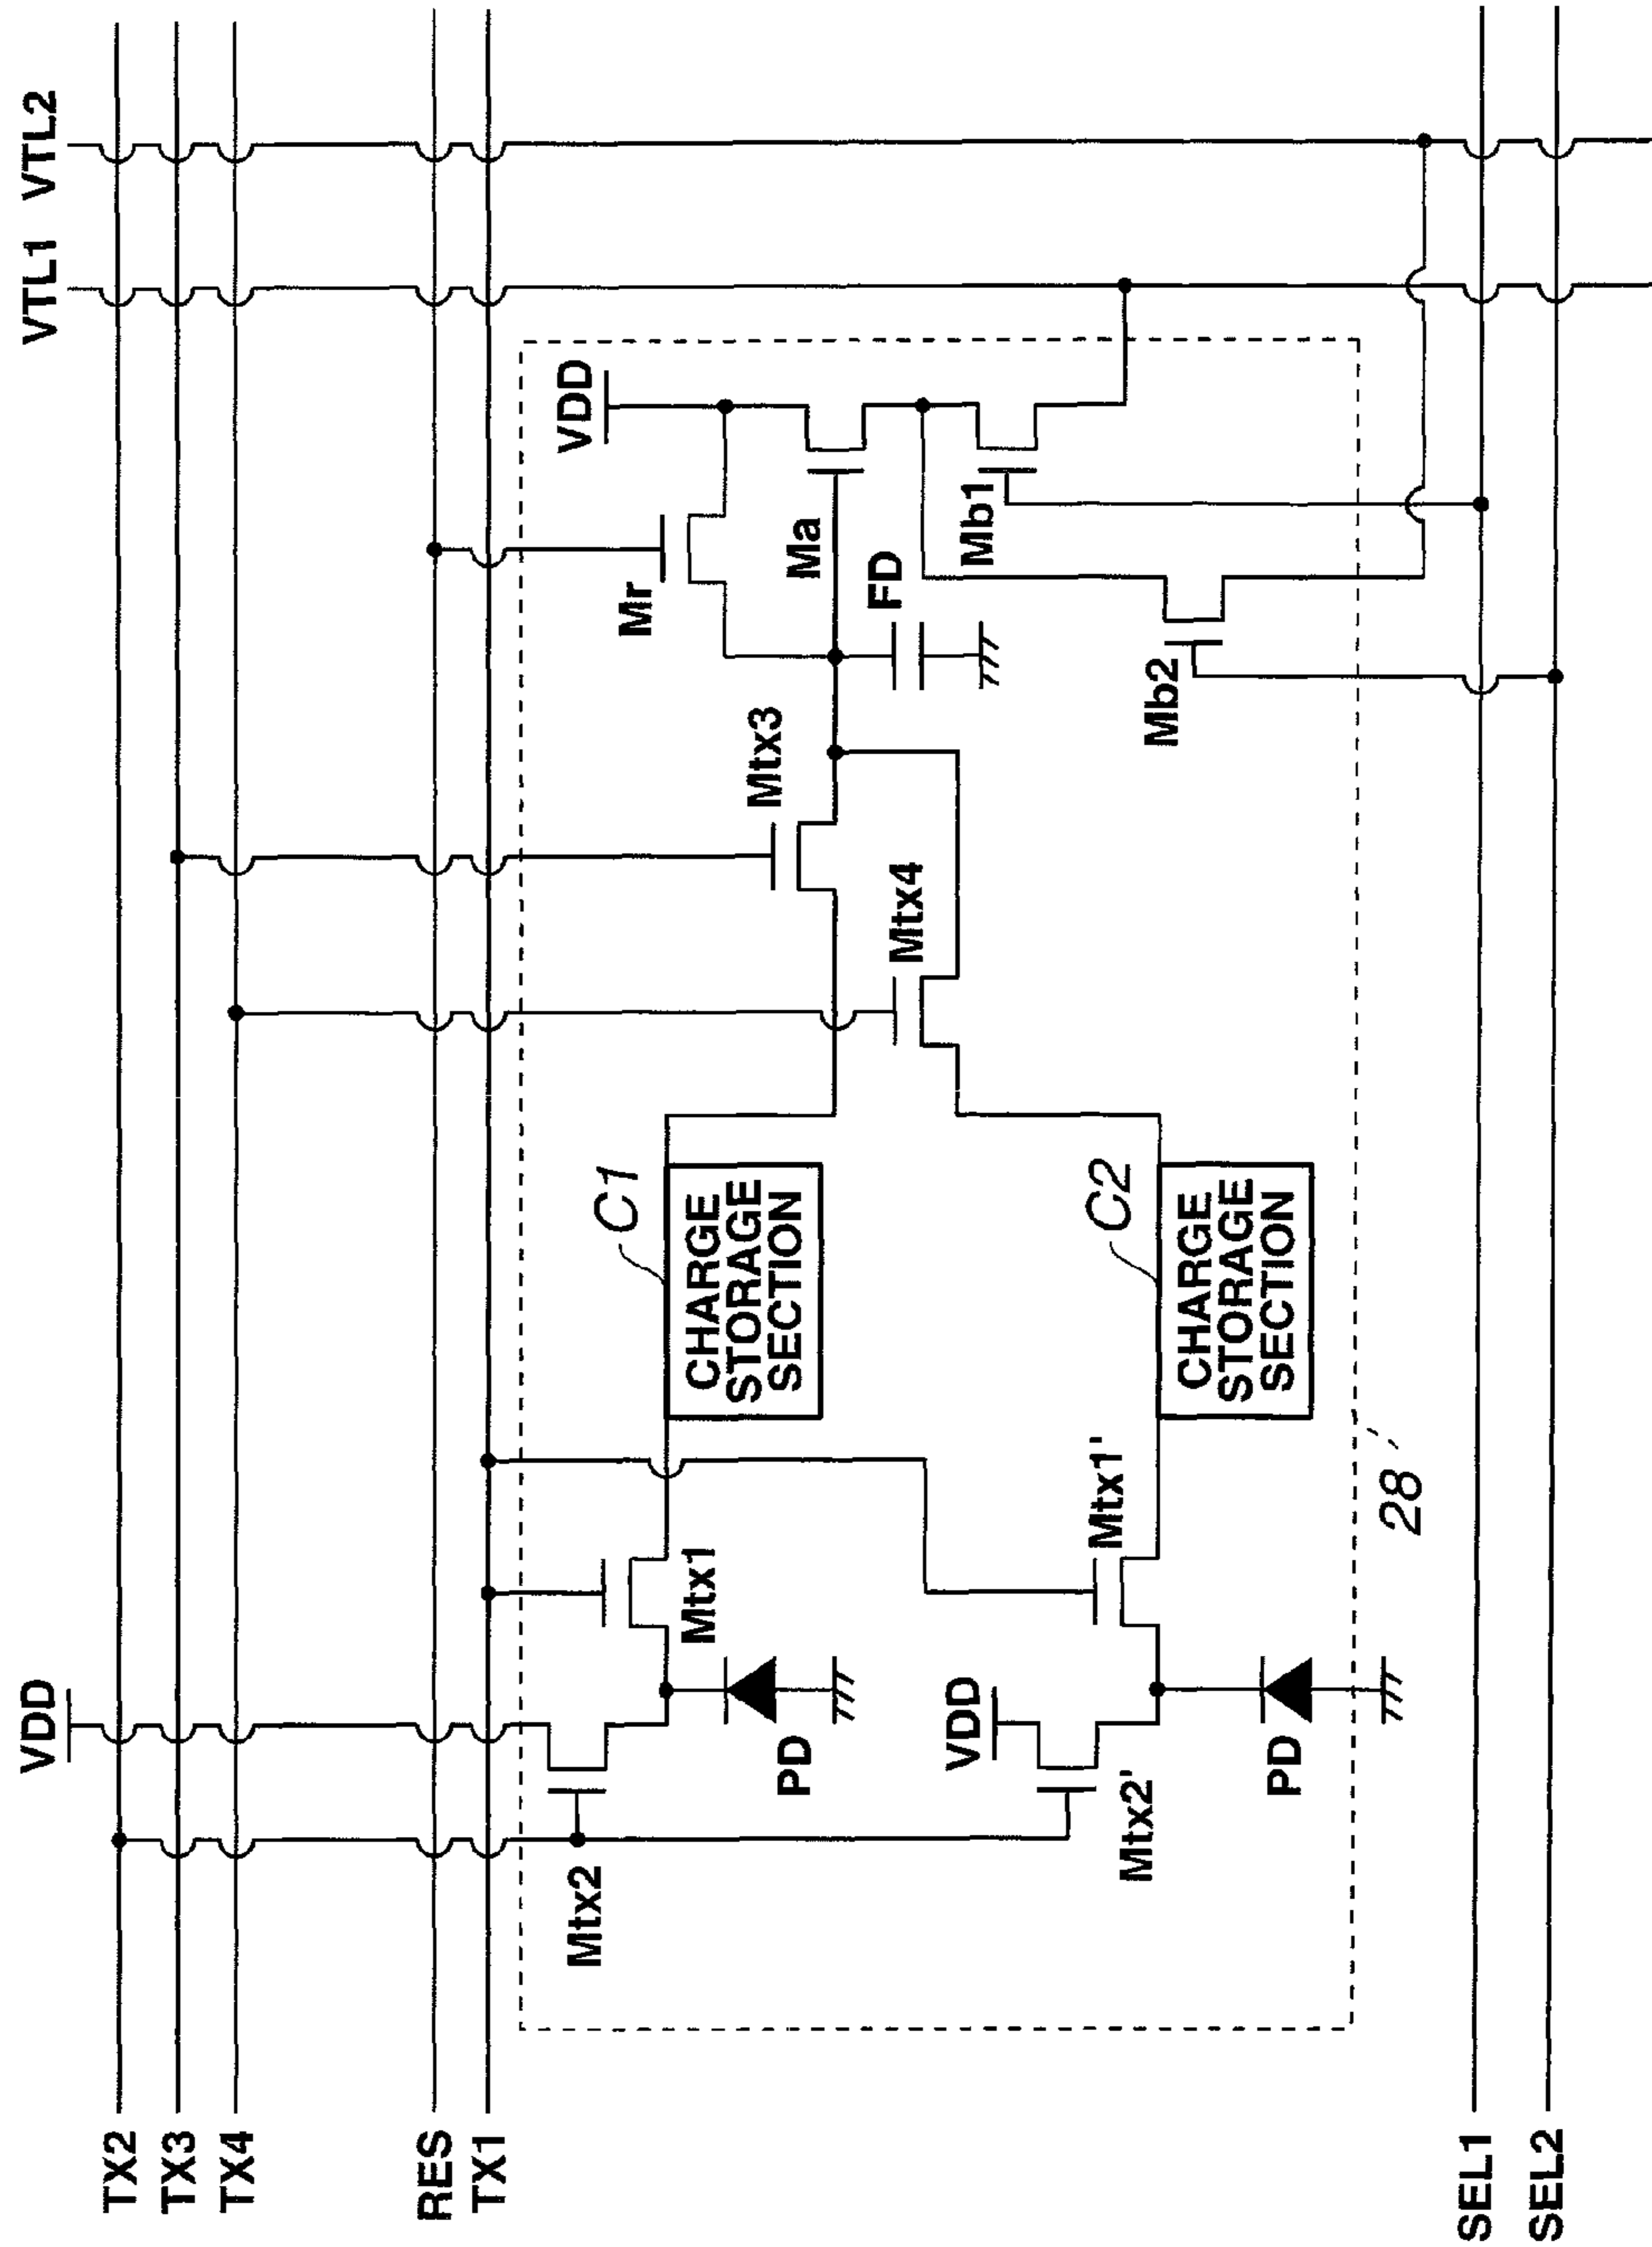 VTL1 VTL2
VDD
TX2
TX3
TX4
RES
TX1
VDD
Mr
Mtx2
Mtx1
C1
CHARGE
STORAGE
SECTION
Mtx3
Ma
PD
FD
Mtx4
VDD
Mb1
Mtx2'
Mtx1'
C2
CHARGE
STORAGE
SECTION
Mb2
PD
28'
SEL1
SEL2